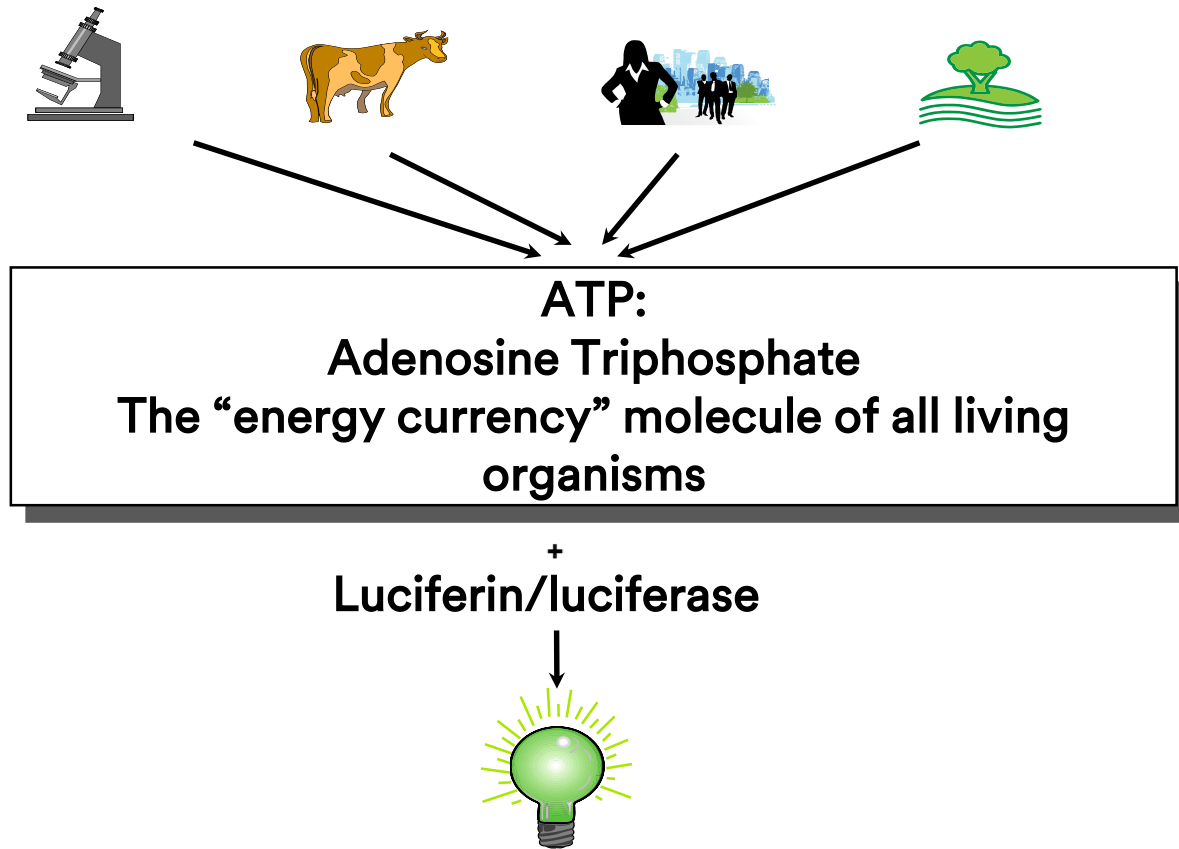 ATP:
Adenosine Triphosphate
The “energy currency” molecule of all living
organisms
+
Luciferin/luciferase